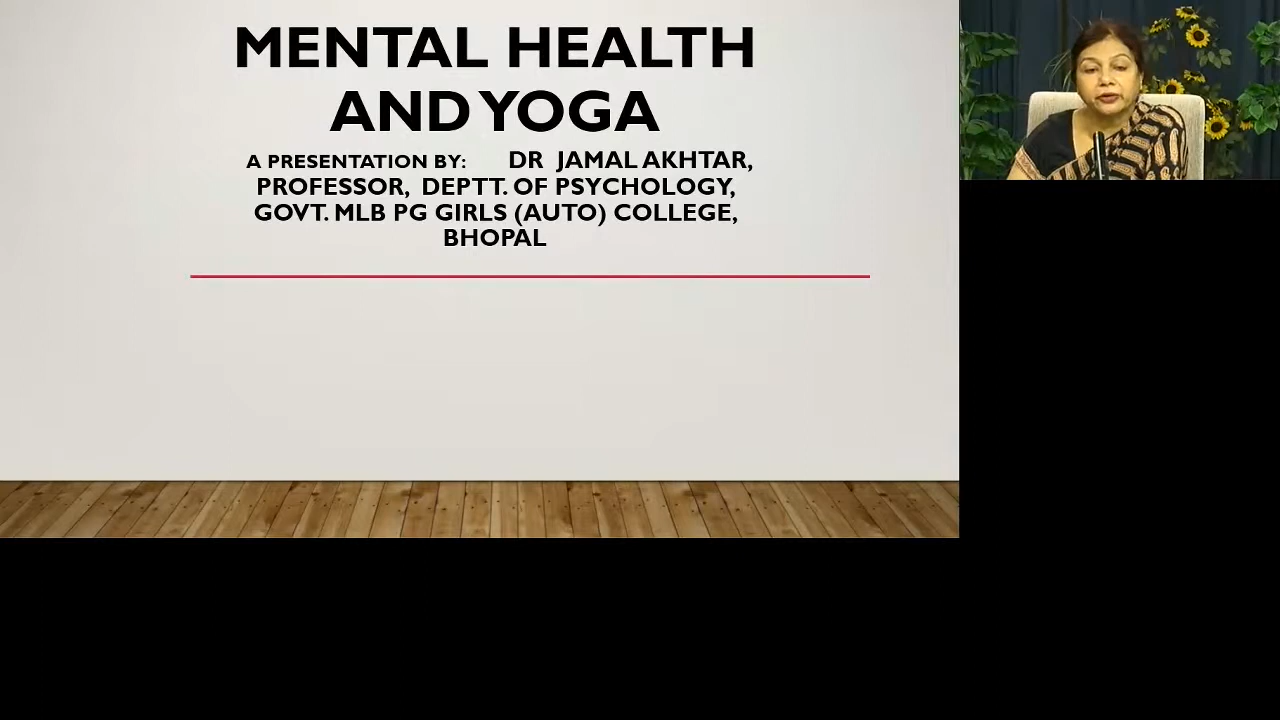 MENTAL HEALTH
AND YOGA
A PRESENTATION BY: DR JAMAL AKHTAR,
PROFESSOR, DEPTT. OF PSYCHOLOGY,
GOVT. MLB PG GIRLS (AUTO) COLLEGE,
BHOPAL